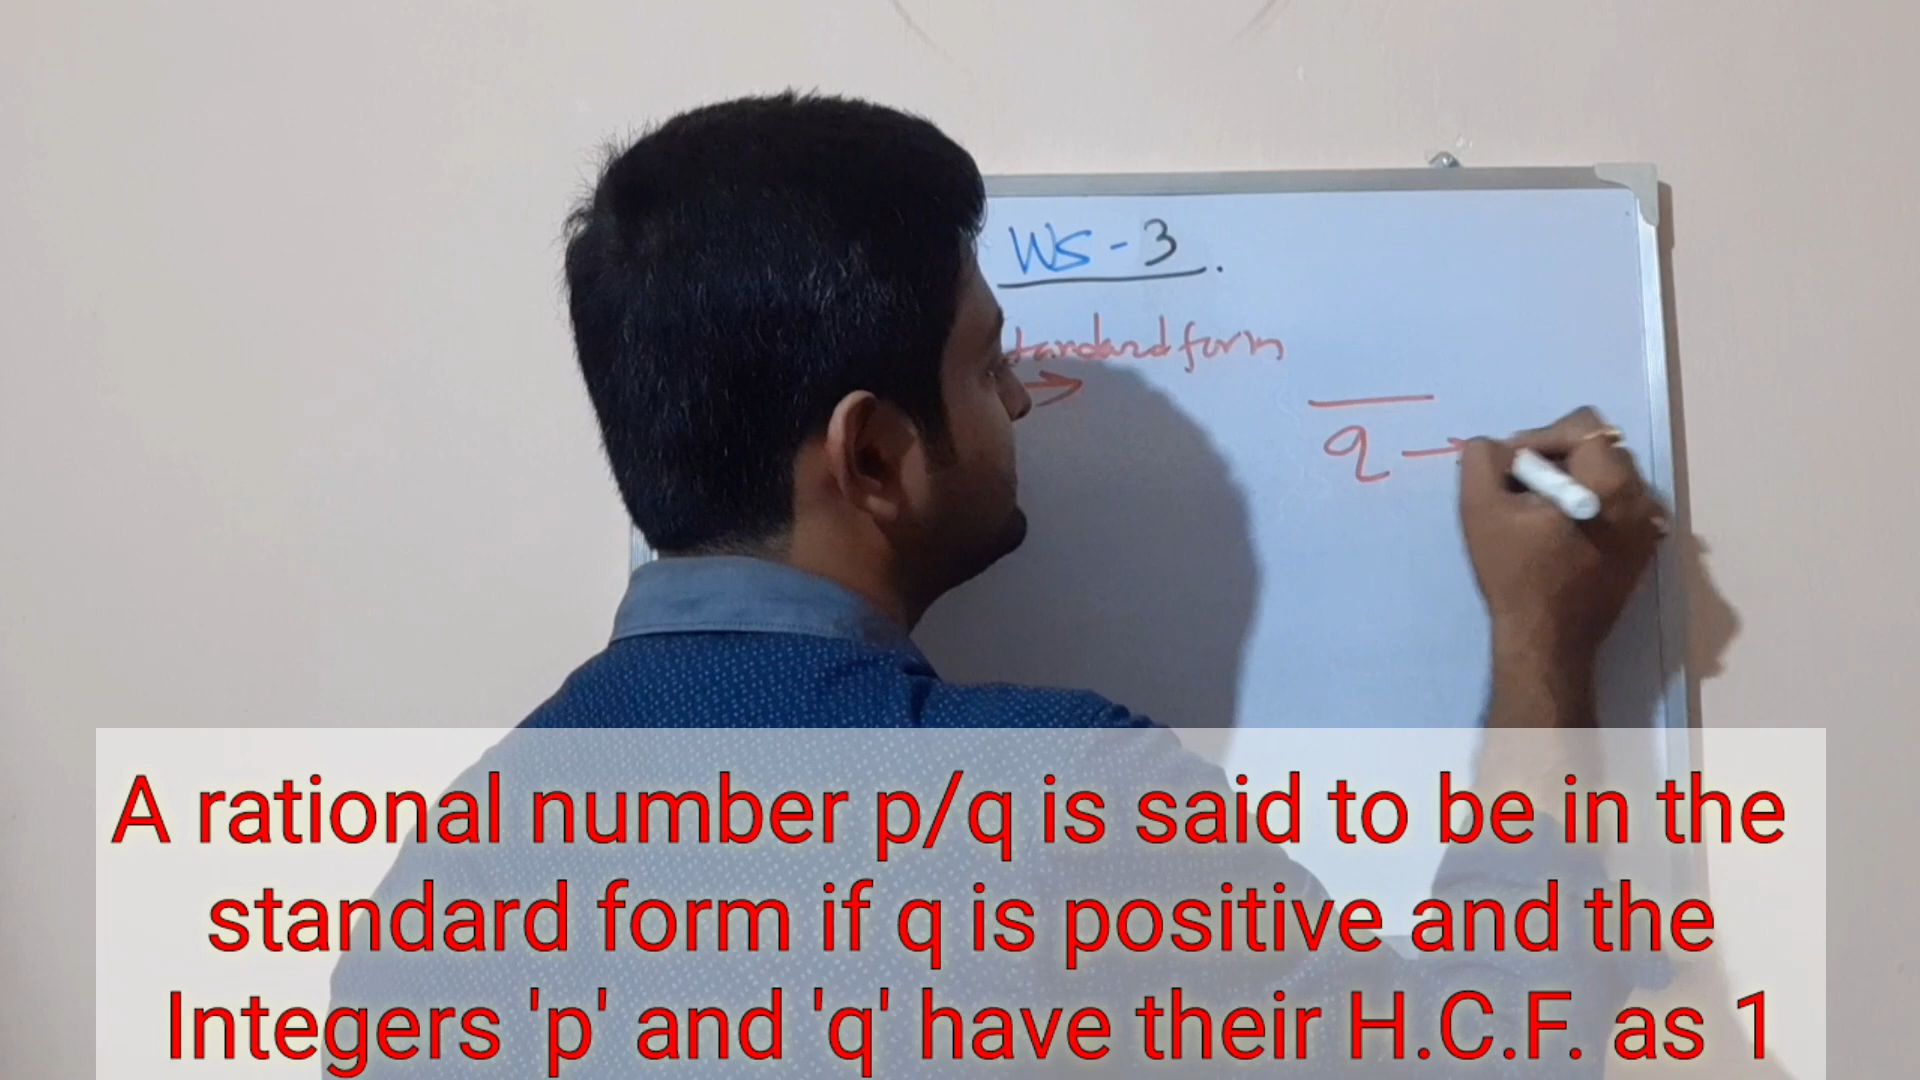 WS - 3.
tandard form
q →
A rational number p/q is said to be in the
standard form if q is positive and the
Integers 'p' and 'q' have their H.C.F. as 1